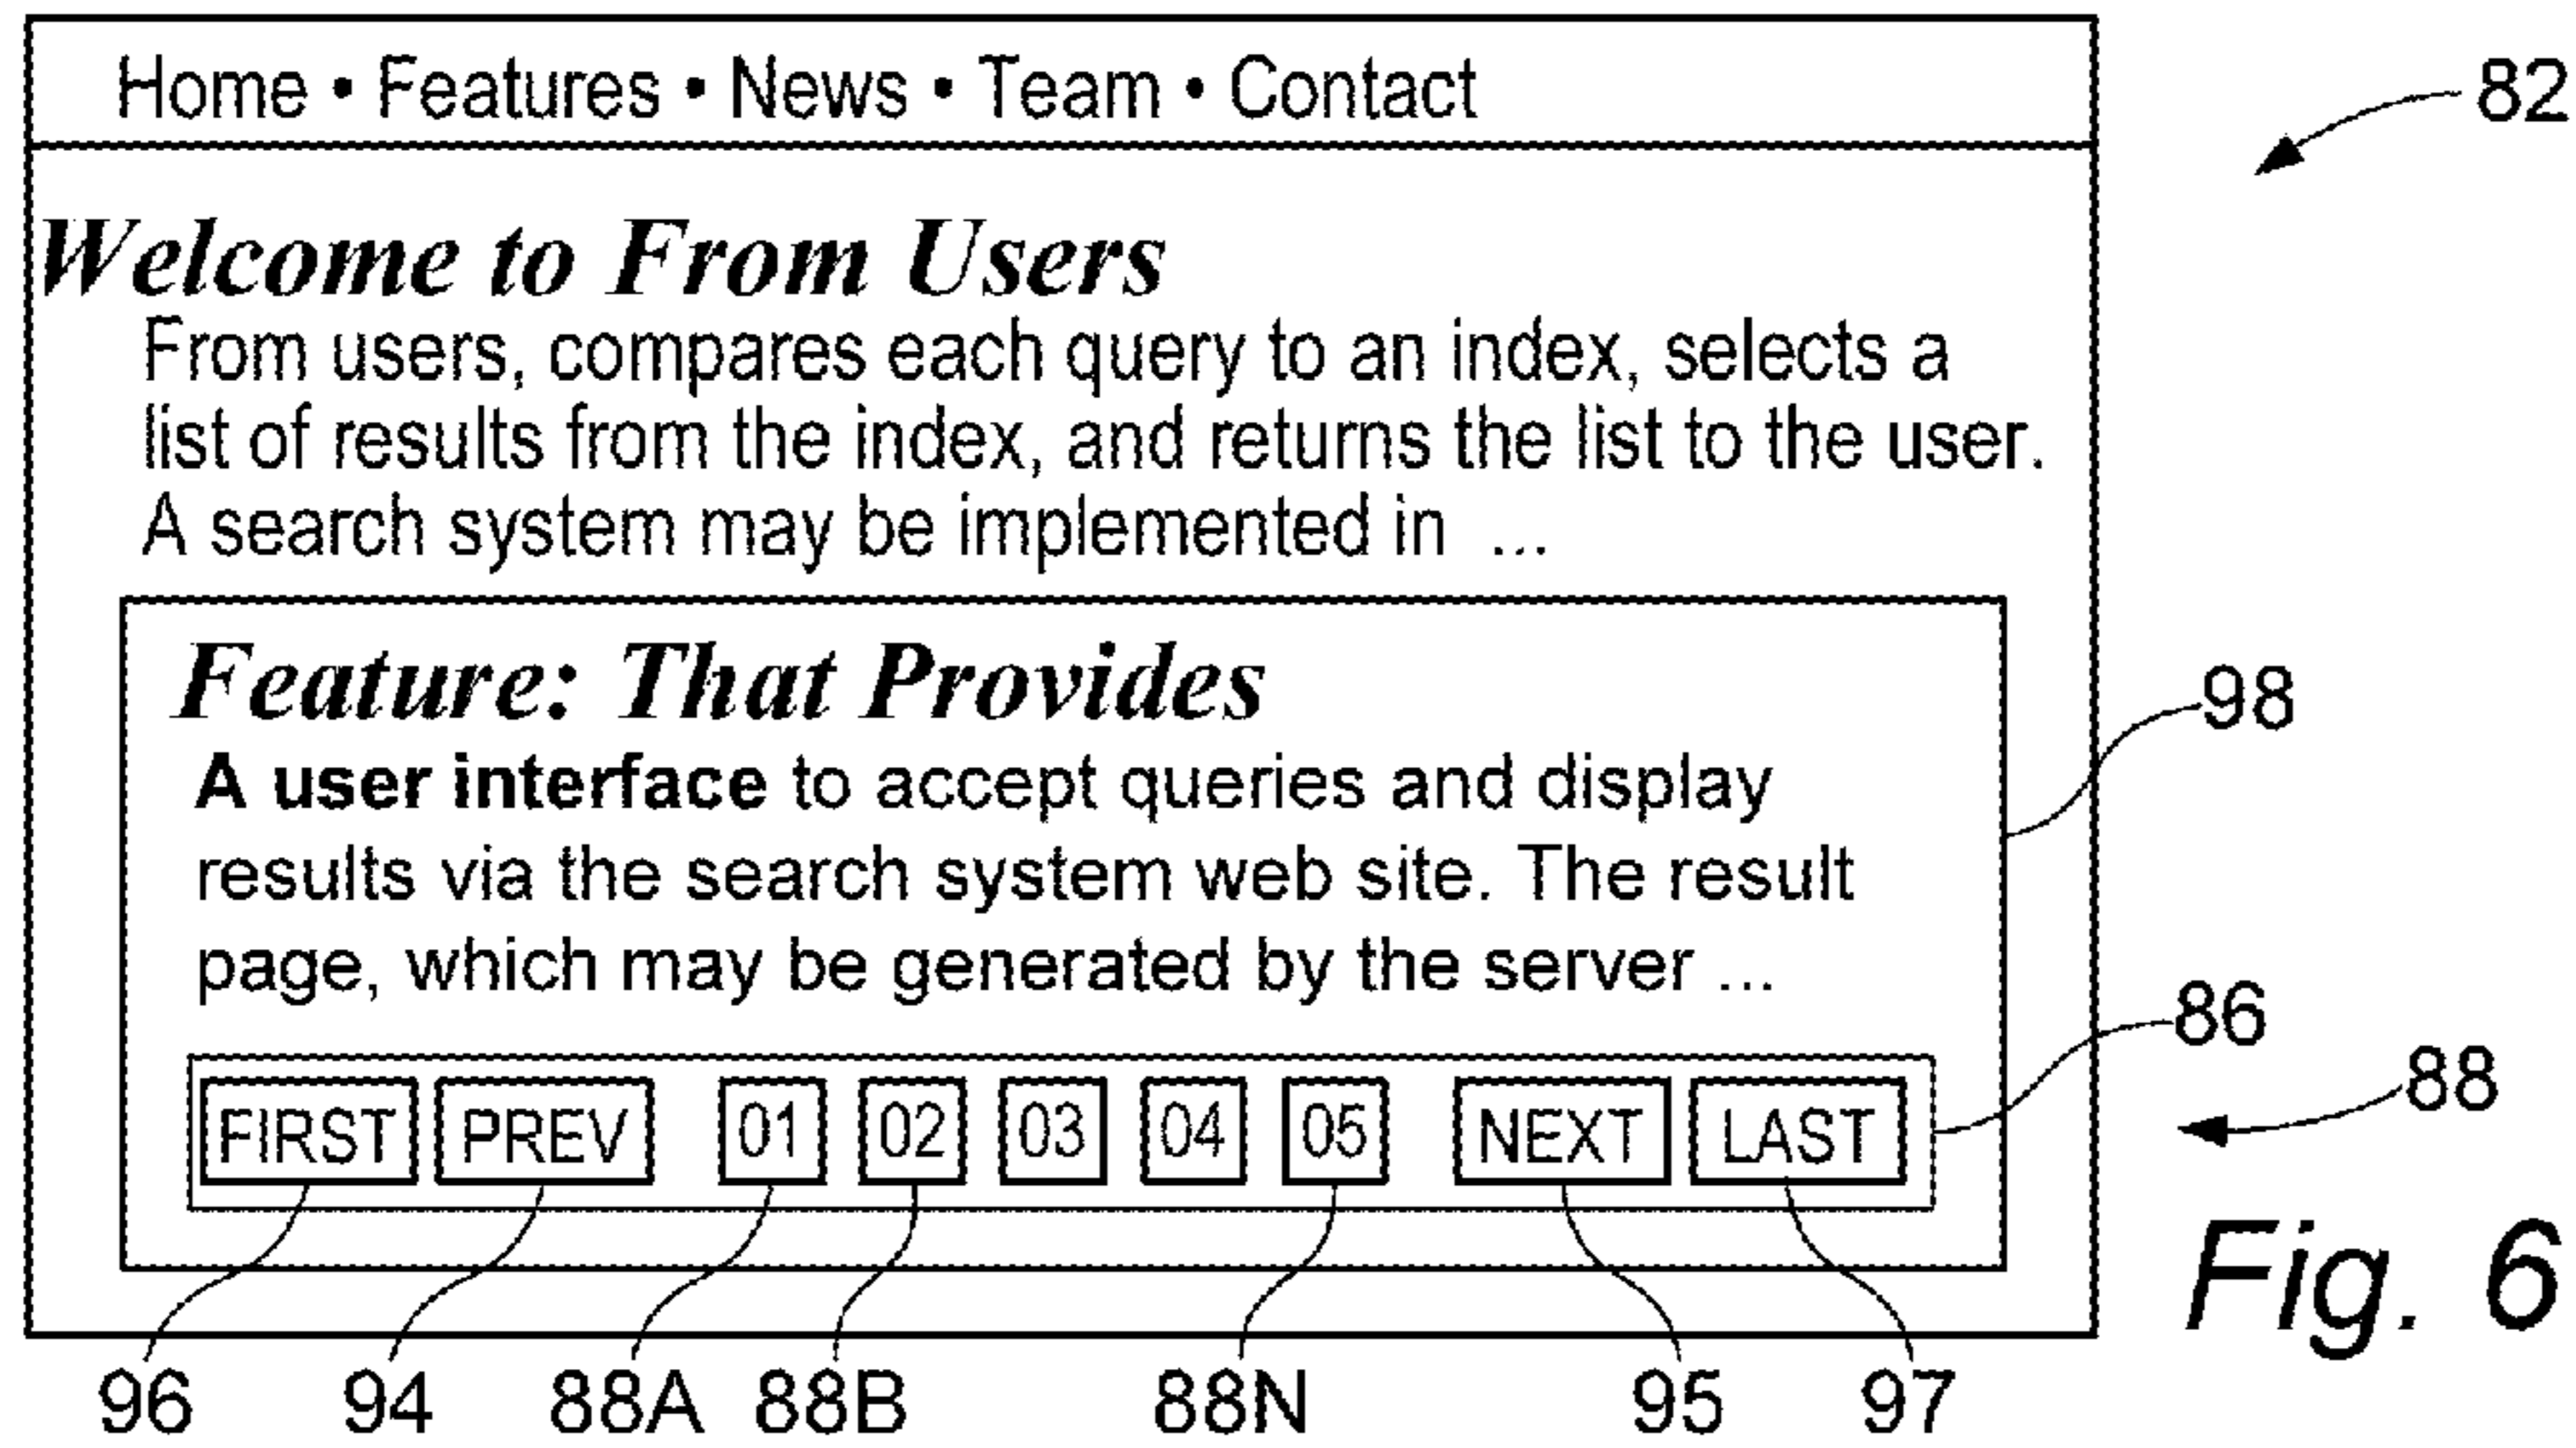 Home • Features • News • Team • Contact
82
Welcome to From Users
From users, compares each query to an index, selects a
list of results from the index, and returns the list to the user.
A search system may be implemented in ...
Feature: That Provides
98
A user interface to accept queries and display
results via the search system web site. The result
page, which may be generated by the server ...
86
88
FIRST PREV 01 02 03 04 05 NEXT LAST
Fig. 6
96 94 88A 88B 88N 95 97